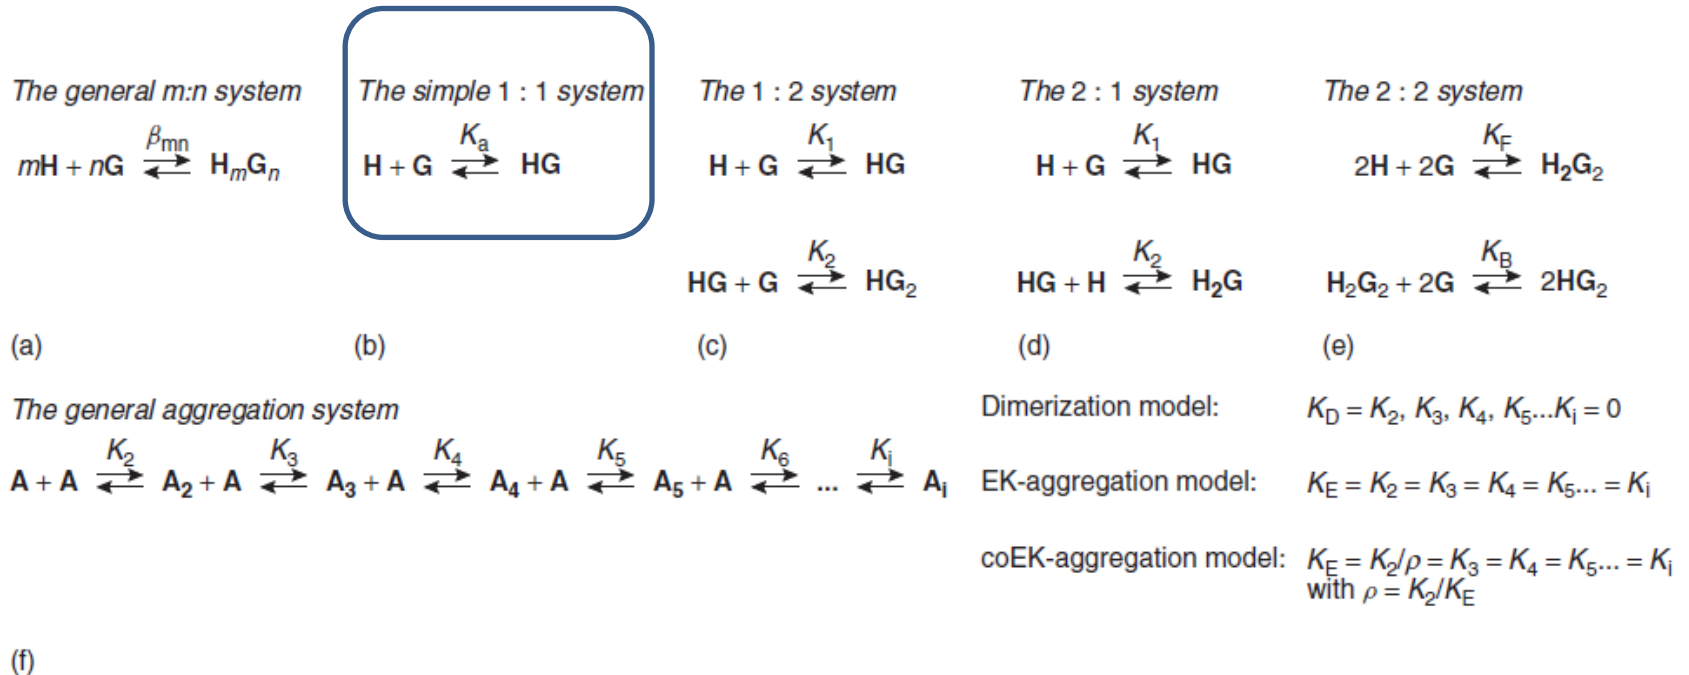 The general m:n system
βmn
mH + nG ⇌ HmGn
(a)
The simple 1 : 1 system
Ka
H + G ⇌ HG
(b)
The 1 : 2 system
K1
H + G ⇌ HG
K2
HG + G ⇌ HG2
(c)
The 2 : 1 system
K1
H + G ⇌ HG
K2
HG + H ⇌ H2G
(d)
The 2 : 2 system
KF
2H + 2G ⇌ H2G2
KB
H2G2 + 2G ⇌ 2HG2
(e)
The general aggregation system
K2 K3 K4 K5 K6 Ki
A + A ⇌ A2 + A ⇌ A3 + A ⇌ A4 + A ⇌ A5 + A ⇌ ... ⇌ Ai
Dimerization model: KD = K2, K3, K4, K5...Ki = 0
EK-aggregation model: KE = K2 = K3 = K4 = K5... = Ki
coEK-aggregation model: KE = K2/ρ = K3 = K4 = K5... = Ki
with ρ = K2/KE
(f)